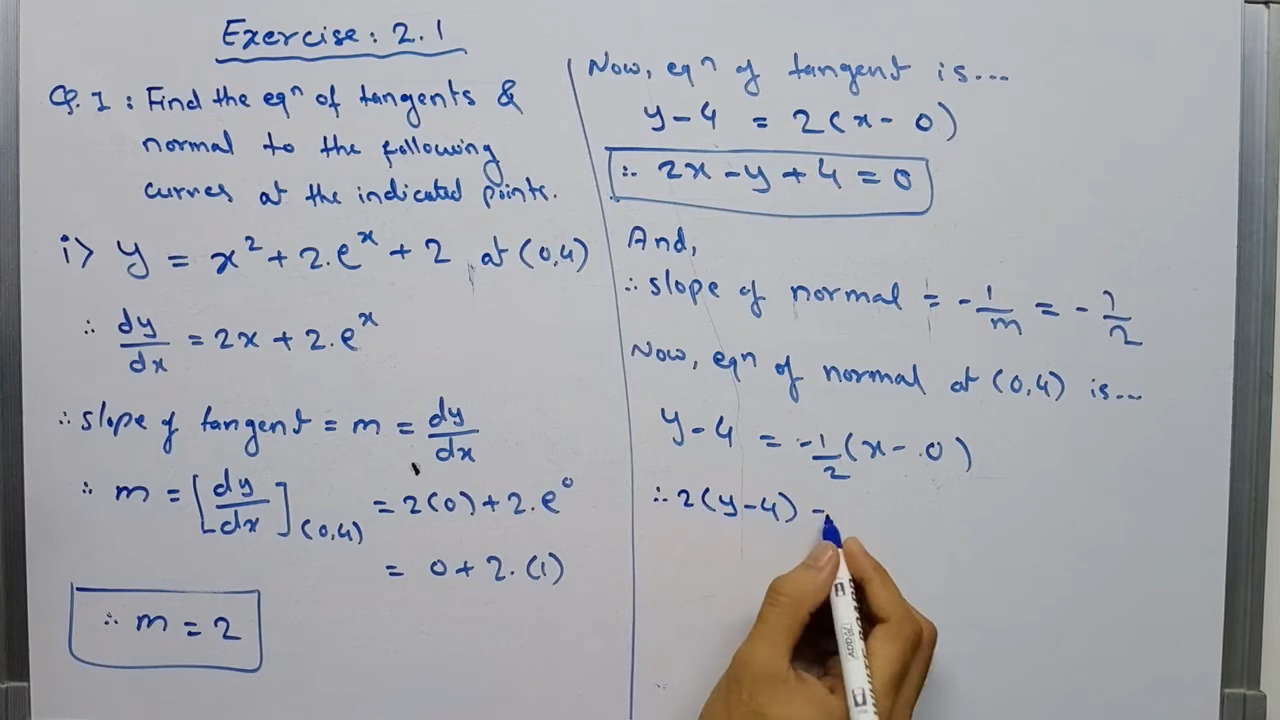 Exercise: 2.1
Q.1: Find the eqⁿ of tangents &
normal to the following
curves at the indicated points.
i> y = x² + 2.eˣ + 2 at (0,4)
∴ dy/dx = 2x + 2.eˣ
∴ slope of tangent = m = dy/dx
∴ m = [dy/dx](0,4) = 2(0) + 2.e⁰
= 0 + 2.(1)
∴ m = 2
Now, eqⁿ of tangent is...
y - 4 = 2(x - 0)
∴ 2x - y + 4 = 0
And,
∴ slope of normal = -1/m = -1/2
Now, eqⁿ of normal at (0,4) is...
y - 4 = -1/2(x - 0)
∴ 2(y - 4) -